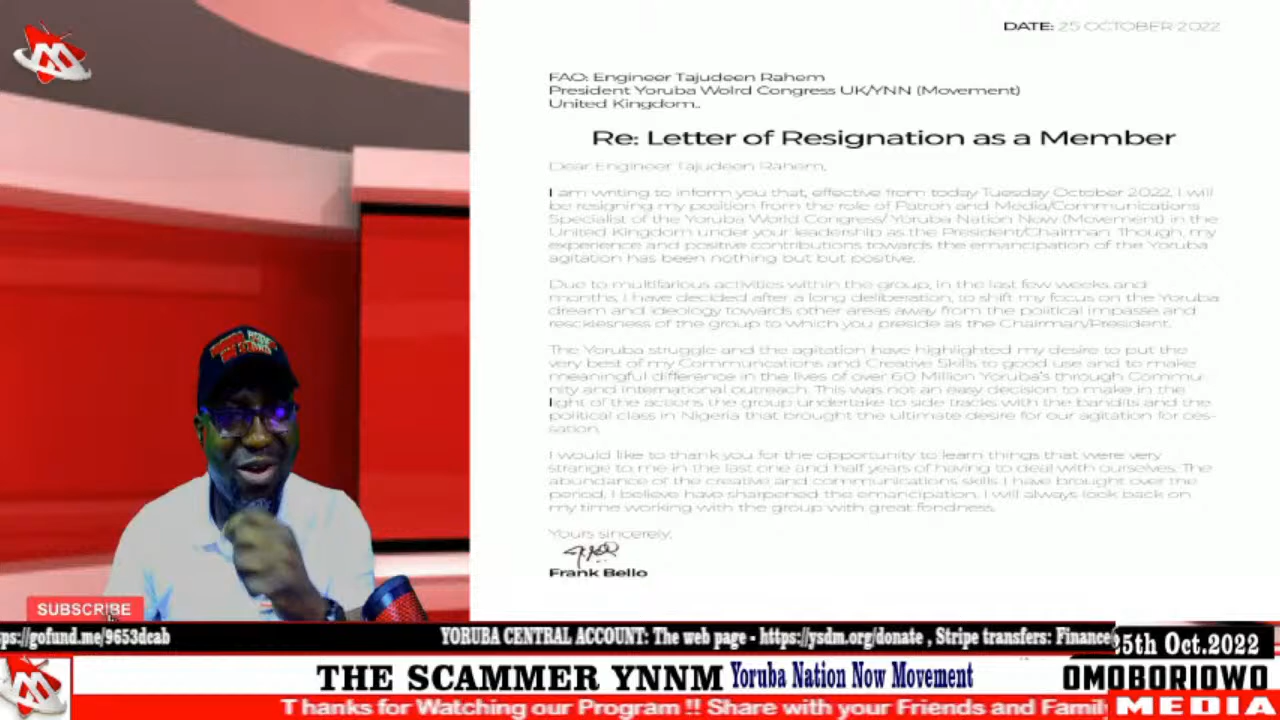 DATE: 25 OCTOBER 2022
FAO: Engineer Tajudeen Rahem
President Yoruba Wolrd Congress UK/YNN (Movement)
United Kingdom..
Re: Letter of Resignation as a Member
Dear Engineer Tajudeen Rahem,
I am writing to inform you that, effective from today Tuesday October 2022, I will
be resigning my position from the role of Patron and Media/Communications
Specialist of the Yoruba World Congress/ Yoruba Nation Now (Movement) in the
United Kingdom under your leadership as the President/Chairman. Though, my
experience and positive contributions towards the emancipation of the Yoruba
agitation has been nothing but but positive.
Due to multifarious activities within the group, in the last few weeks and
months, I have decided after a long deliberation, to shift my focus on the Yoruba
dream and ideology towards other areas away from the political impasse and
rescklesness of the group to which you preside as the Chairman/President.
The Yoruba struggle and the agitation have highlighted my desire to put the
very best of my Communications and Creative Skills to good use and to make
meaningful difference in the lives of over 60 Million Yoruba's through Commu
nity and international outreach. This was not an easy decision to make in the
light of the actions the group undertake to side tracks with the bandits and the
political class in Nigeria that brought the ultimate desire for our agitation for ces-
sation.
I would like to thank you for the opportunity to learn things that were very
strange to me in the last one and half years of having to deal with ourselves. The
abundance of the creative and communications skills I have brought over the
period, I believe have sharpened the emancipation. I will always look back on
my time working with the group with great fondness.
Yours sincerely,
Frank Bello
SUBSCRIBE
ps://gofund.me/9653dcab YORUBA CENTRAL ACCOUNT: The web page - https://ysdm.org/donate , Stripe transfers: Finance
25th Oct.2022
THE SCAMMER YNNM Yoruba Nation Now Movement
OMOBORIOWO
MEDIA
Thanks for Watching our Program !! Share with your Friends and Famil